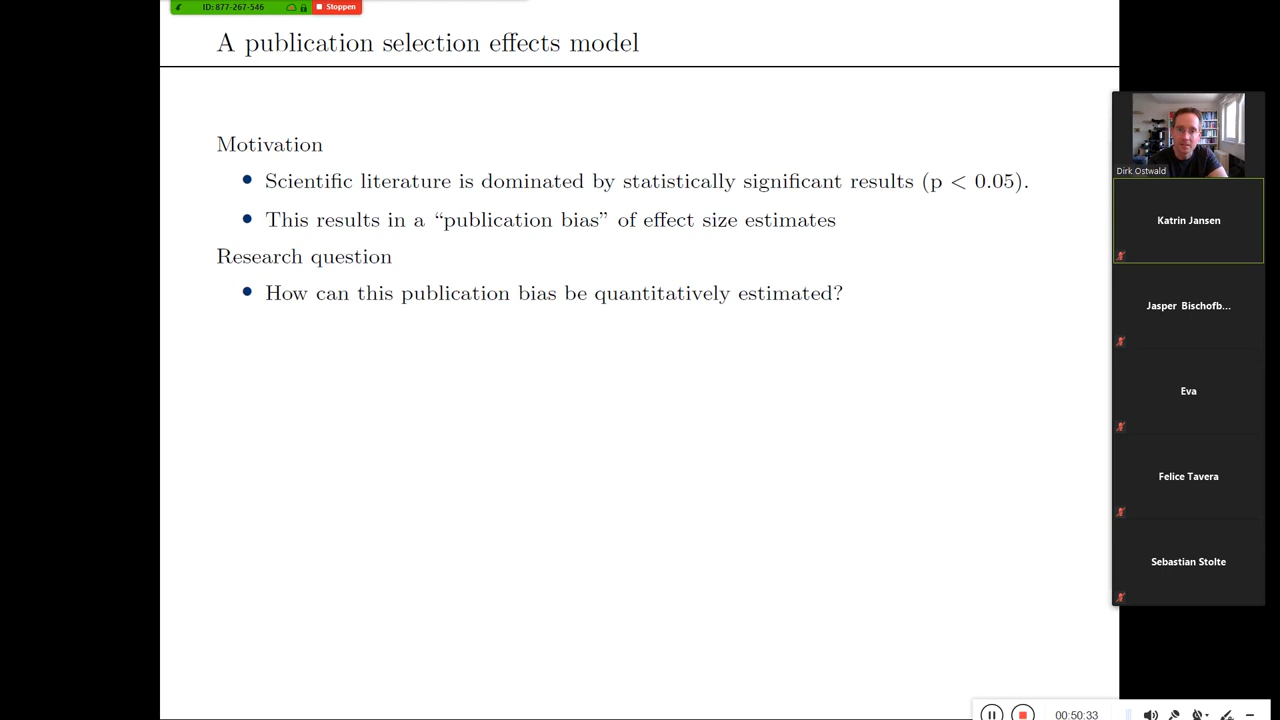 ID: 877-267-546
Stoppen
A publication selection effects model
Motivation
• Scientific literature is dominated by statistically significant results (p < 0.05).
• This results in a “publication bias” of effect size estimates
Research question
• How can this publication bias be quantitatively estimated?
Dirk Ostwald
Katrin Jansen
Jasper Bischofb...
Eva
Felice Tavera
Sebastian Stolte
00:50:33